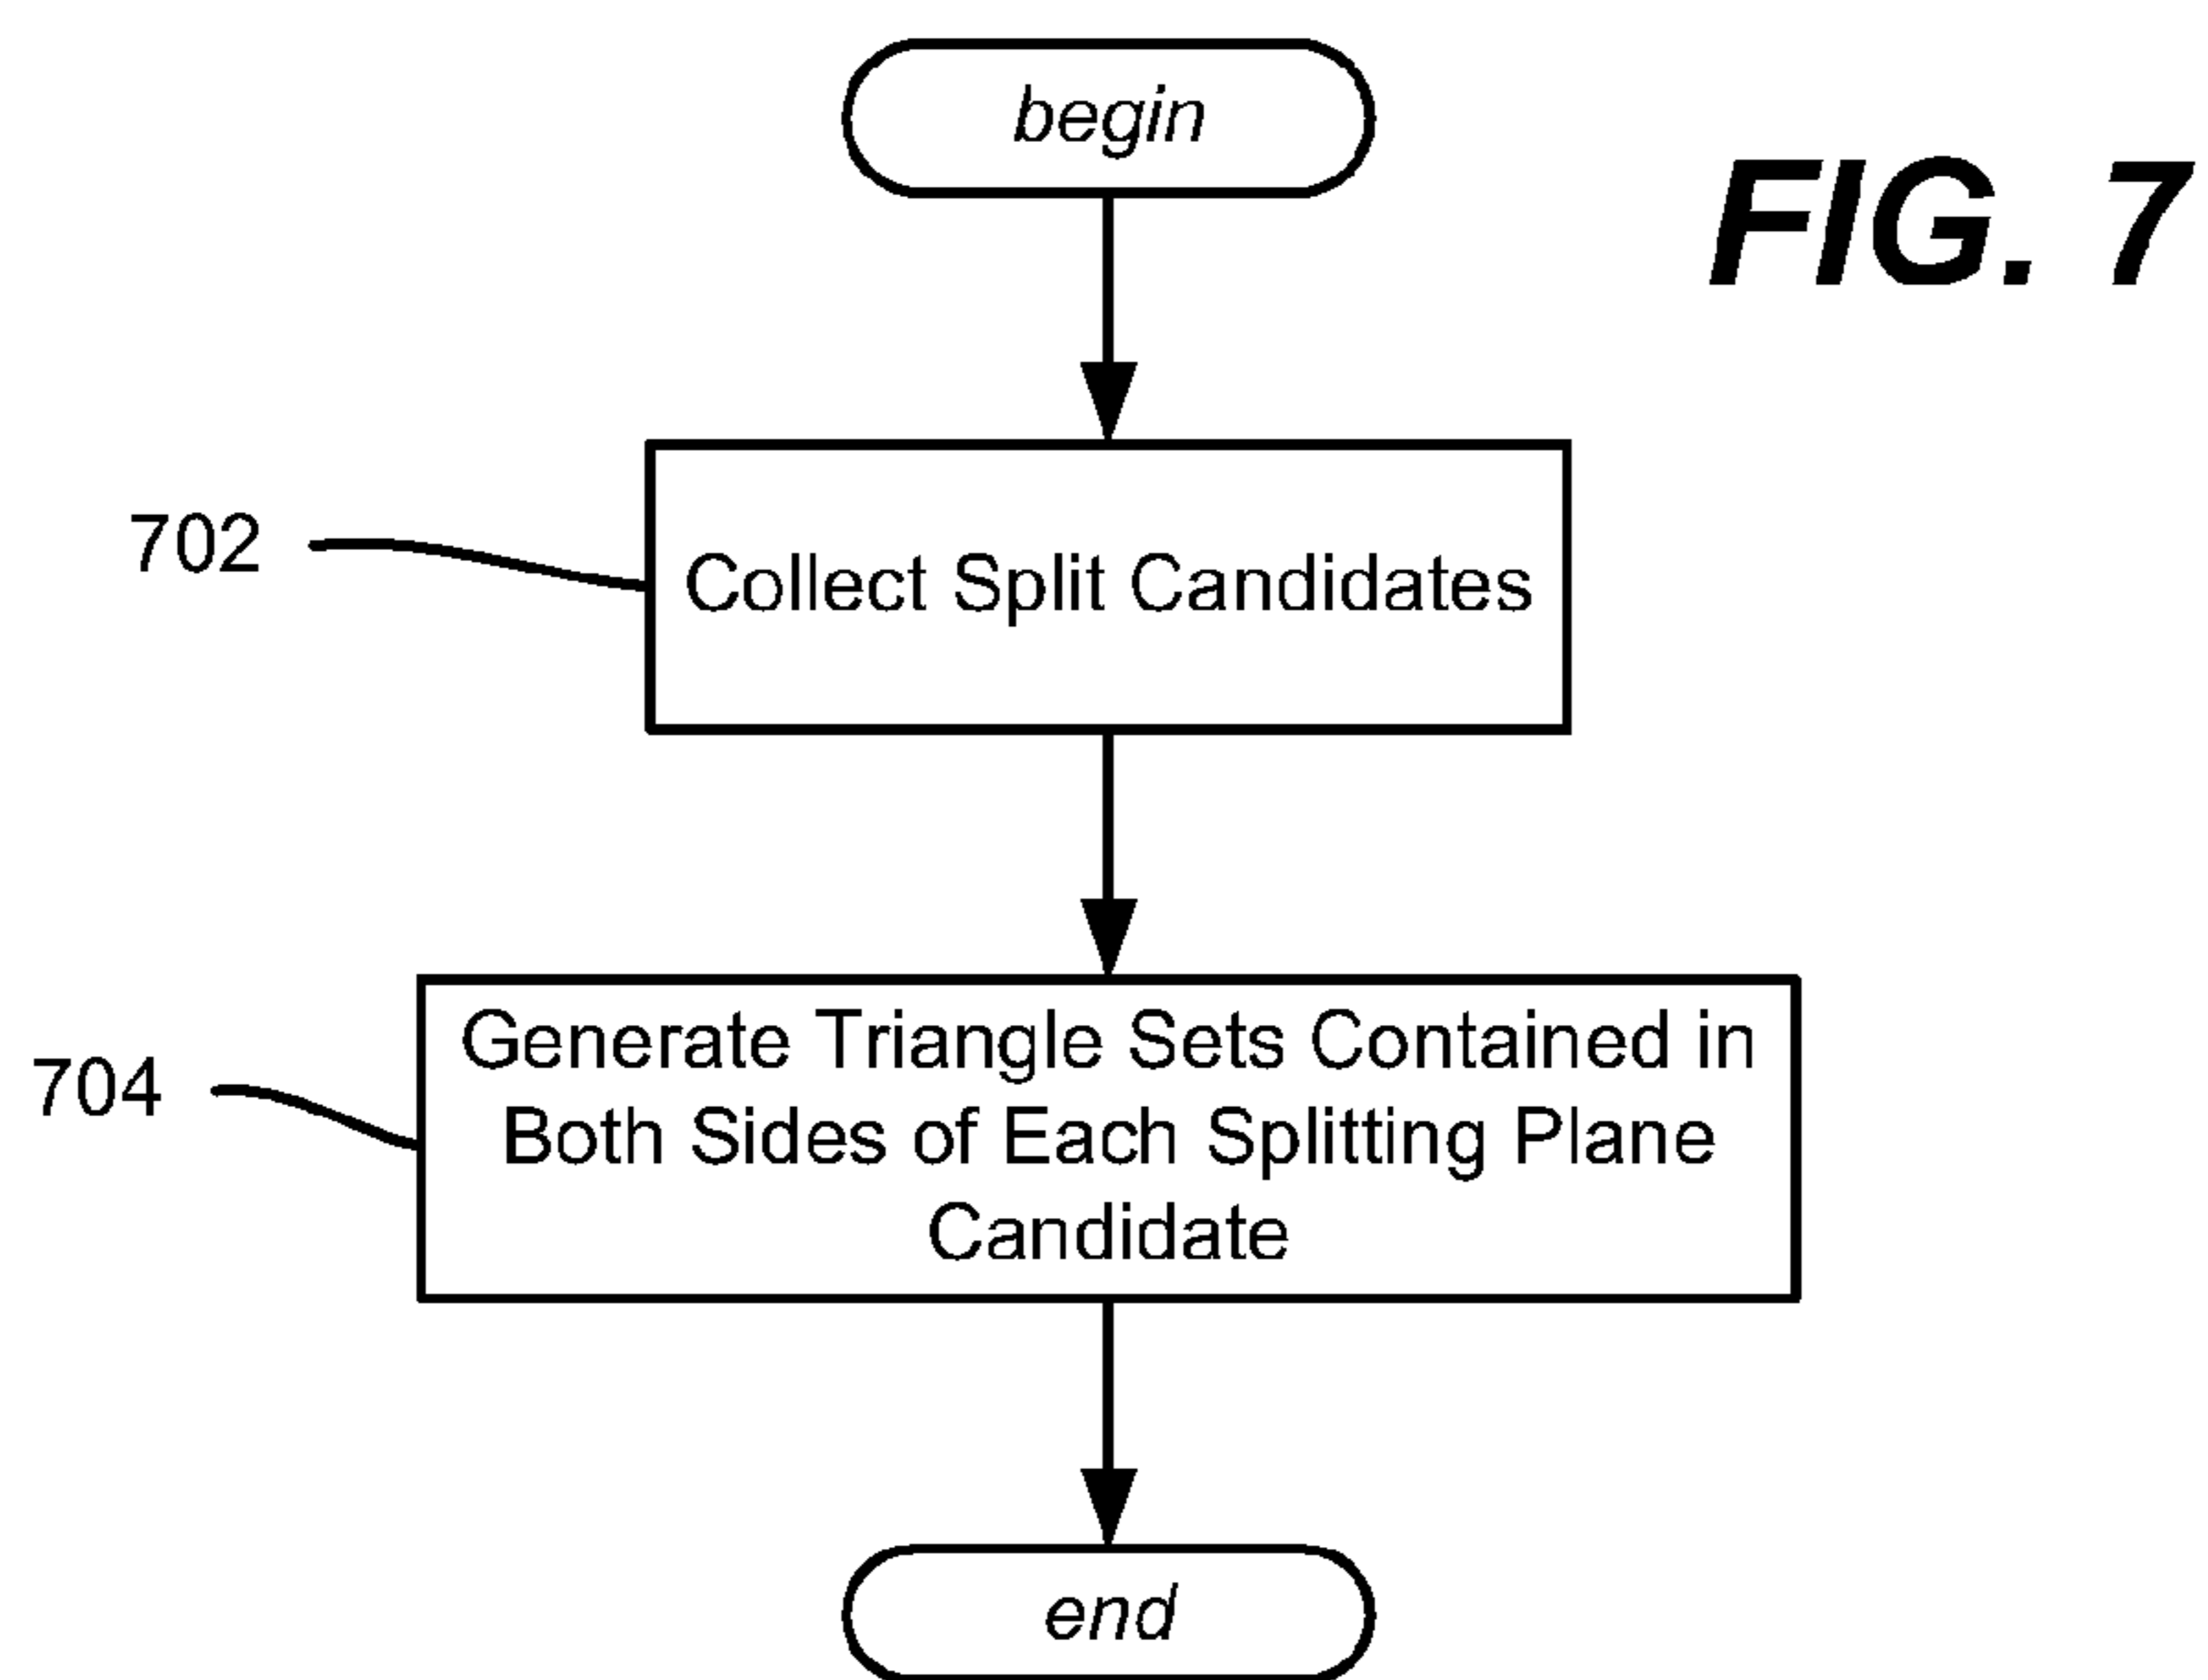 begin
FIG. 7
702
Collect Split Candidates
704
Generate Triangle Sets Contained in
Both Sides of Each Splitting Plane
Candidate
end